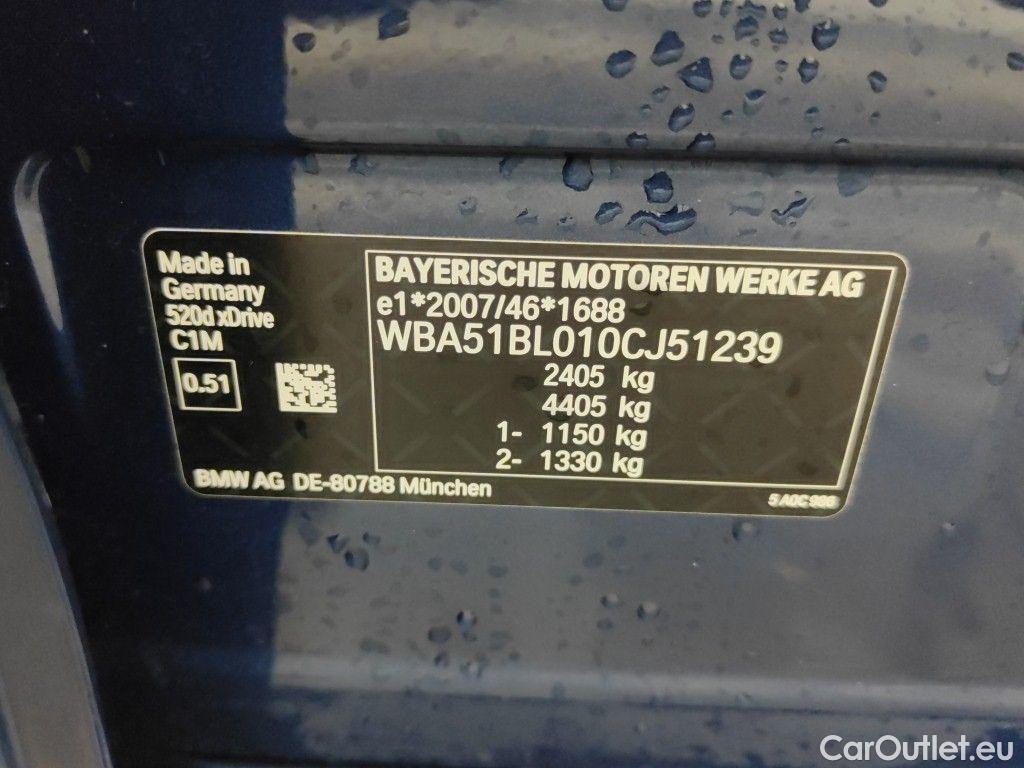 Made in
Germany
520d xDrive
C1M
0.51
BAYERISCHE MOTOREN WERKE AG
e1*2007/46*1688
WBA51BL010CJ51239
2405 kg
4405 kg
1- 1150 kg
2- 1330 kg
BMW AG DE-80788 München
CarOutlet.eu